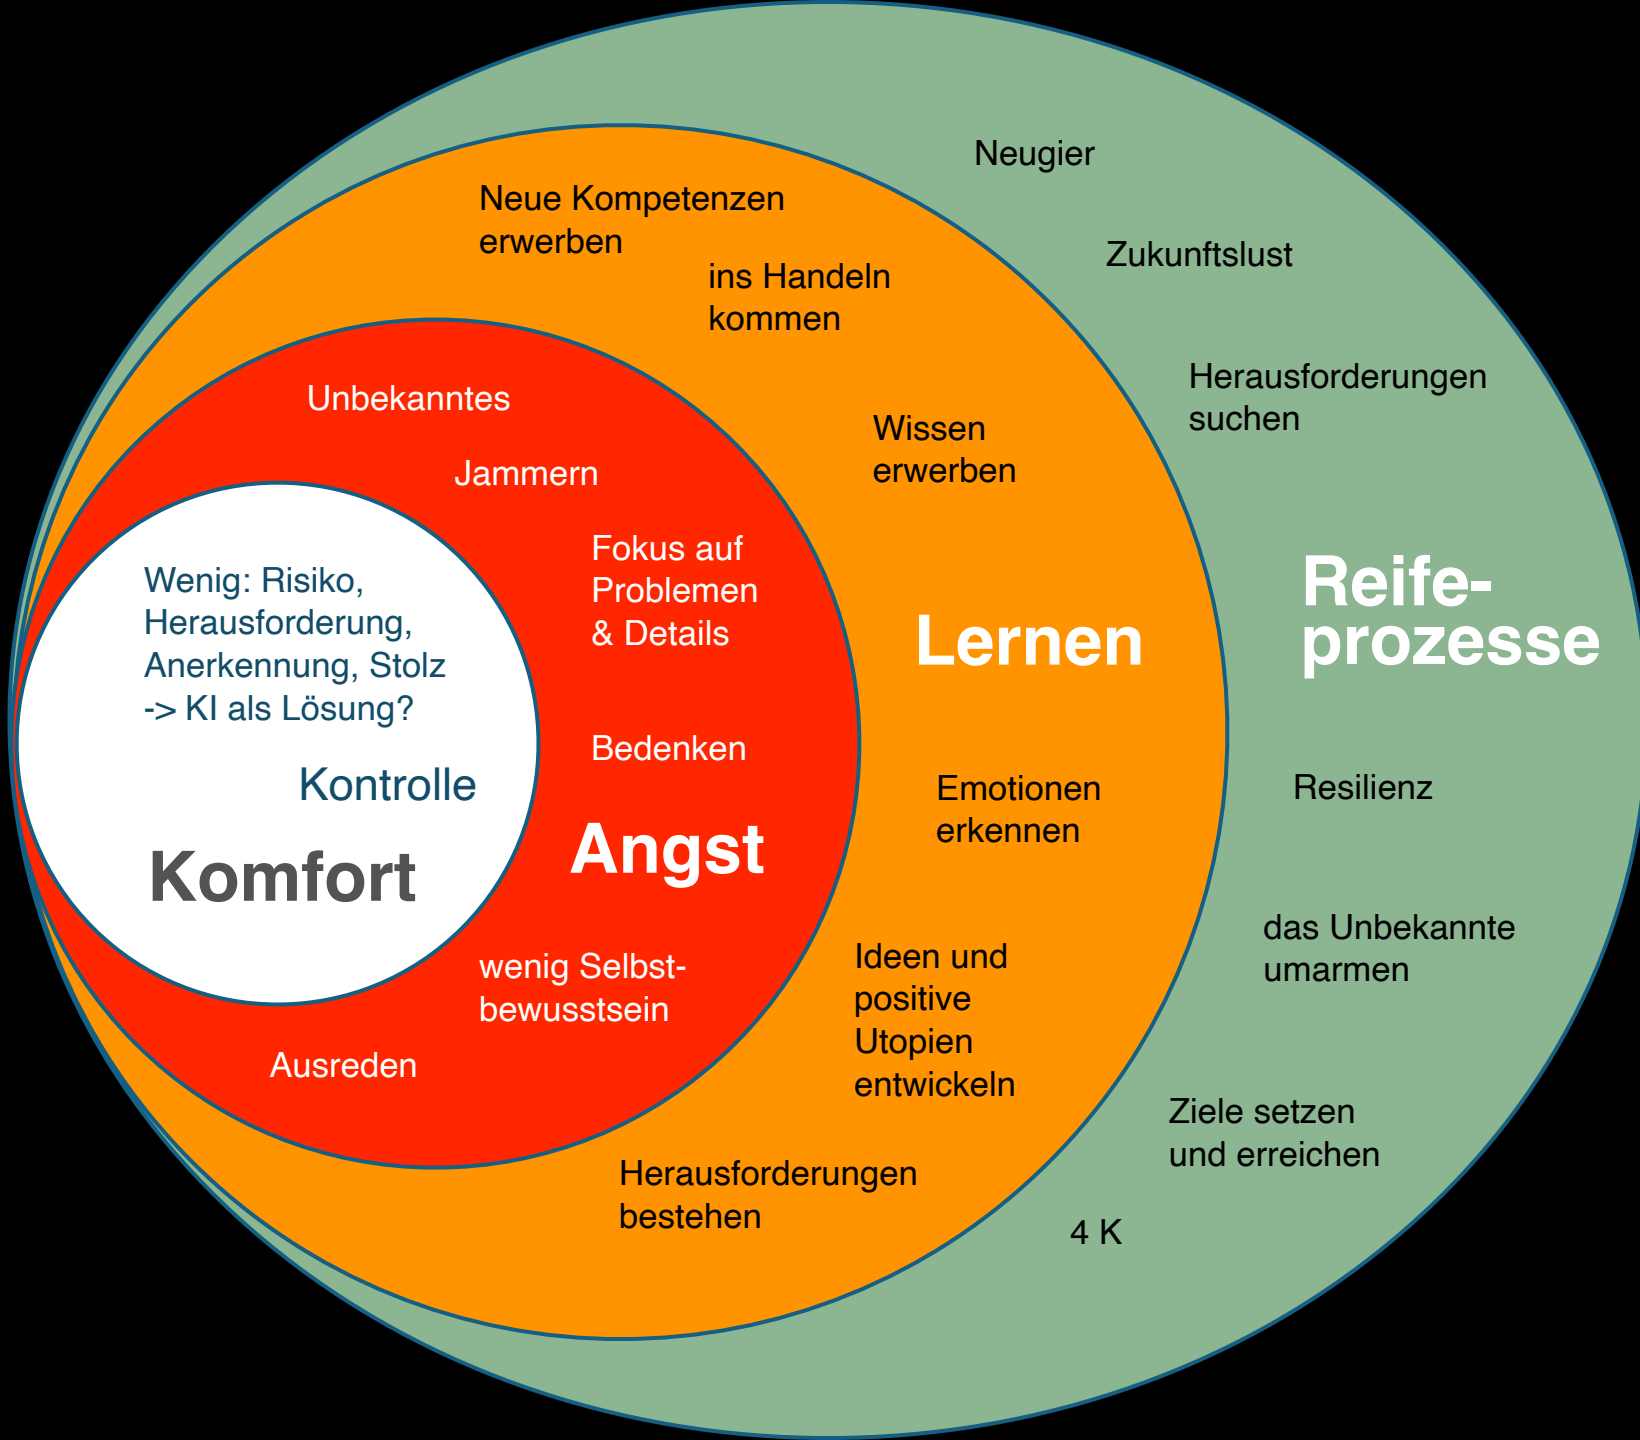 Neugier
Zukunftslust
Herausforderungen
suchen
Reife-
prozesse
Resilienz
das Unbekannte
umarmen
Ziele setzen
und erreichen
4 K
Neue Kompetenzen
erwerben
ins Handeln
kommen
Wissen
erwerben
Lernen
Emotionen
erkennen
Ideen und
positive
Utopien
entwickeln
Herausforderungen
bestehen
Unbekanntes
Jammern
Fokus auf
Problemen
& Details
Bedenken
Angst
wenig Selbst-
bewusstsein
Ausreden
Wenig: Risiko,
Herausforderung,
Anerkennung, Stolz
-> KI als Lösung?
Kontrolle
Komfort